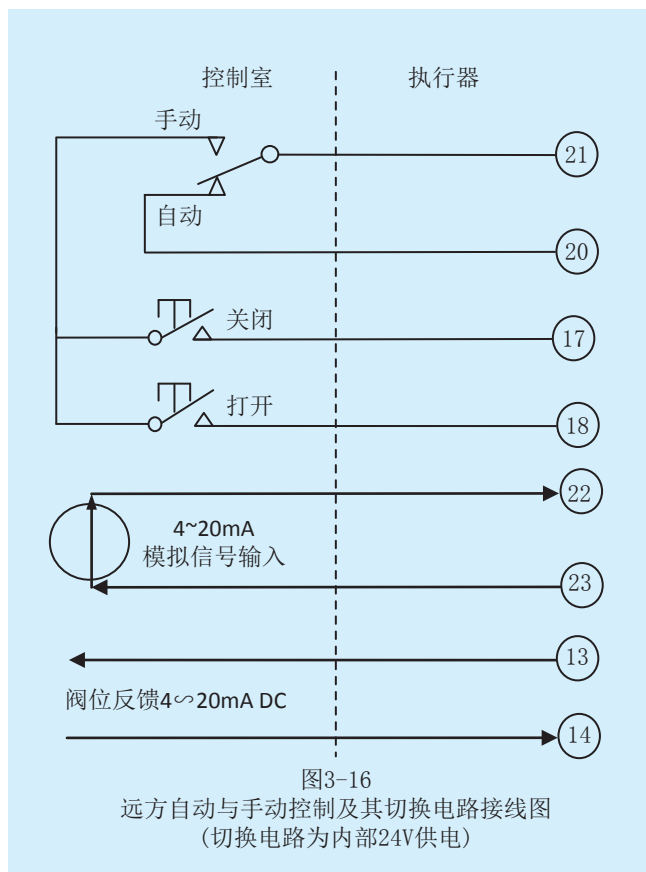 控制室
执行器
手动
21
自动
20
关闭
17
打开
18
22
4~20mA
模拟信号输入
23
13
阀位反馈4∽20mA DC
14
图3-16
远方自动与手动控制及其切换电路接线图
(切换电路为内部24V供电)